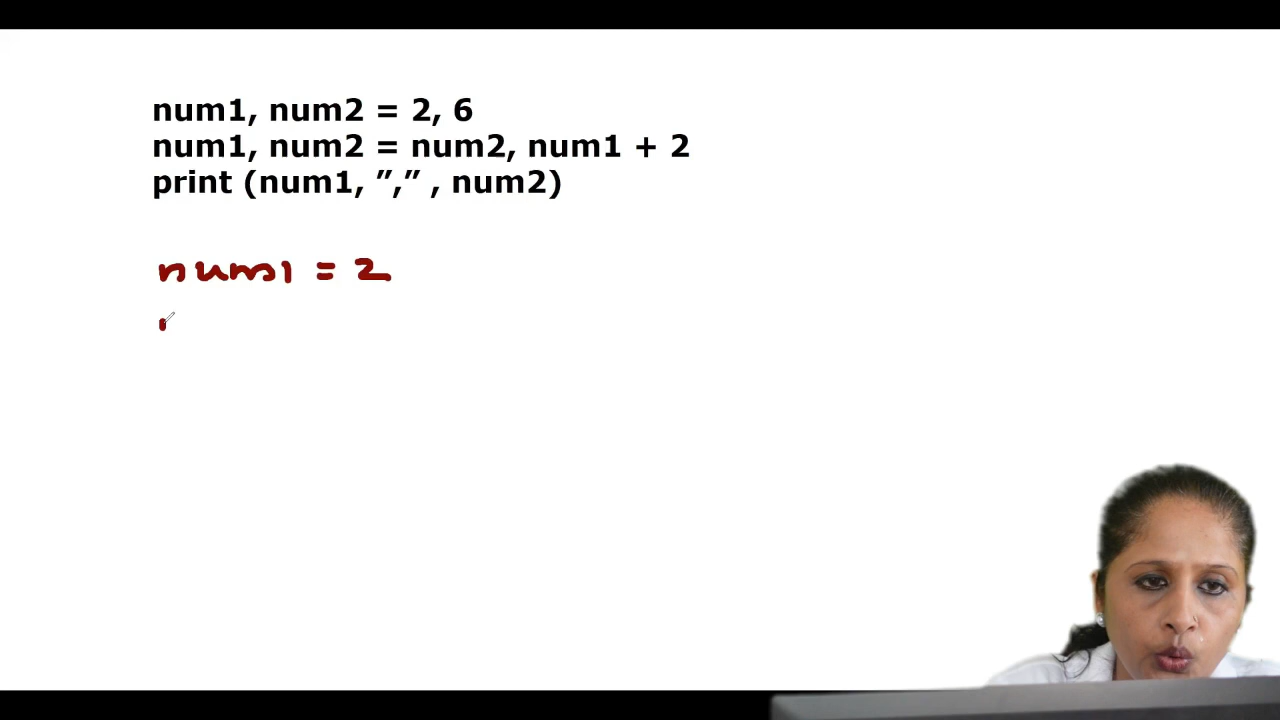 num1, num2 = 2, 6
num1, num2 = num2, num1 + 2
print (num1, ”,” , num2)
num1 = 2